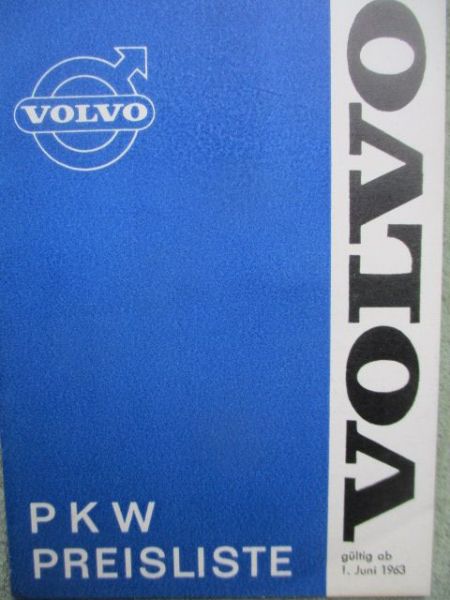 VOLVO
VOLVO
PKW
PREISLISTE
gültig ab
1. Juni 1963